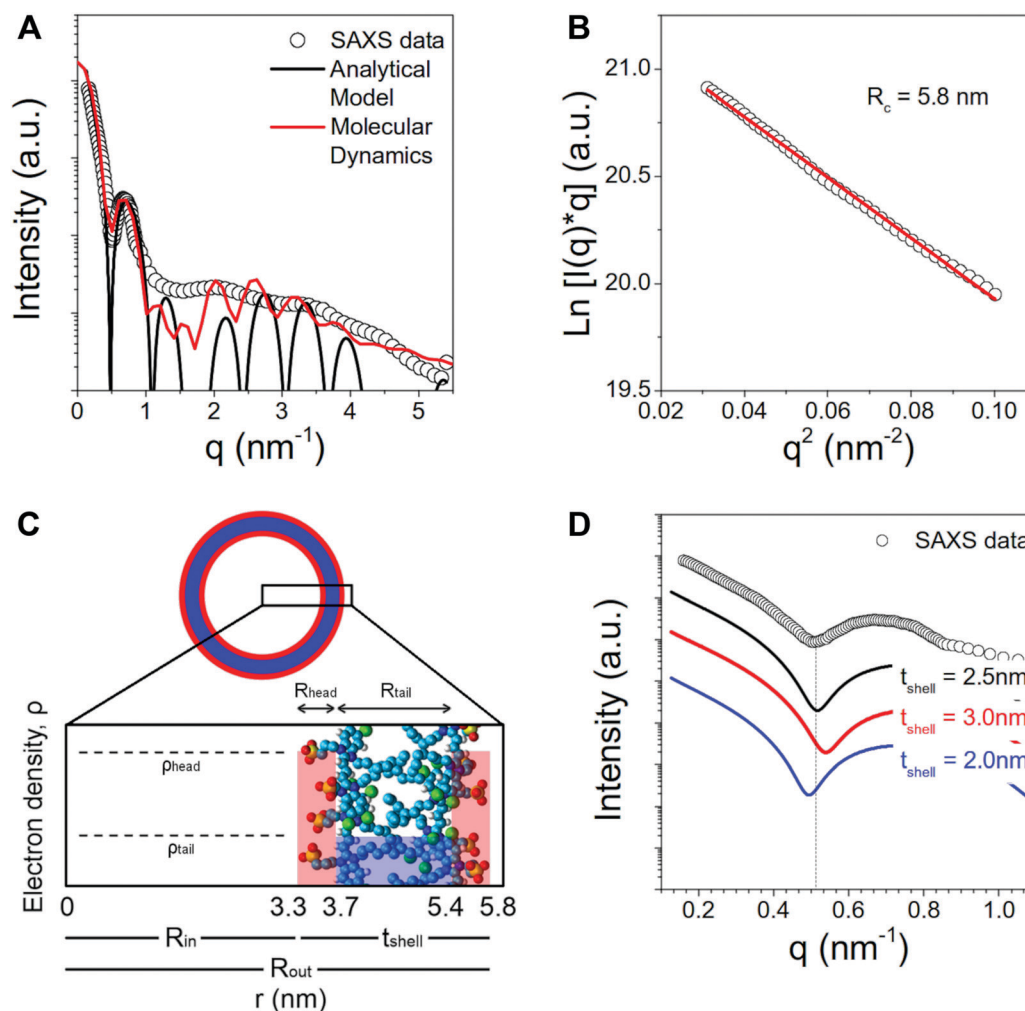 A
Intensity (a.u.)
SAXS data
Analytical
Model
Molecular
Dynamics
0 1 2 3 4 5
q (nm⁻¹)
B
Ln [I(q)*q] (a.u.)
21.0
20.5
20.0
19.5
R_c = 5.8 nm
0.02 0.04 0.06 0.08 0.10
q² (nm⁻²)
C
Rhead Rtail
Electron density, ρ
ρhead
ρtail
0 3.3 3.7 5.4 5.8
Rin tshell
Rout
r (nm)
D
Intensity (a.u.)
SAXS data
t_shell = 2.5nm
t_shell = 3.0nm
t_shell = 2.0nm
0.2 0.4 0.6 0.8 1.0
q (nm⁻¹)